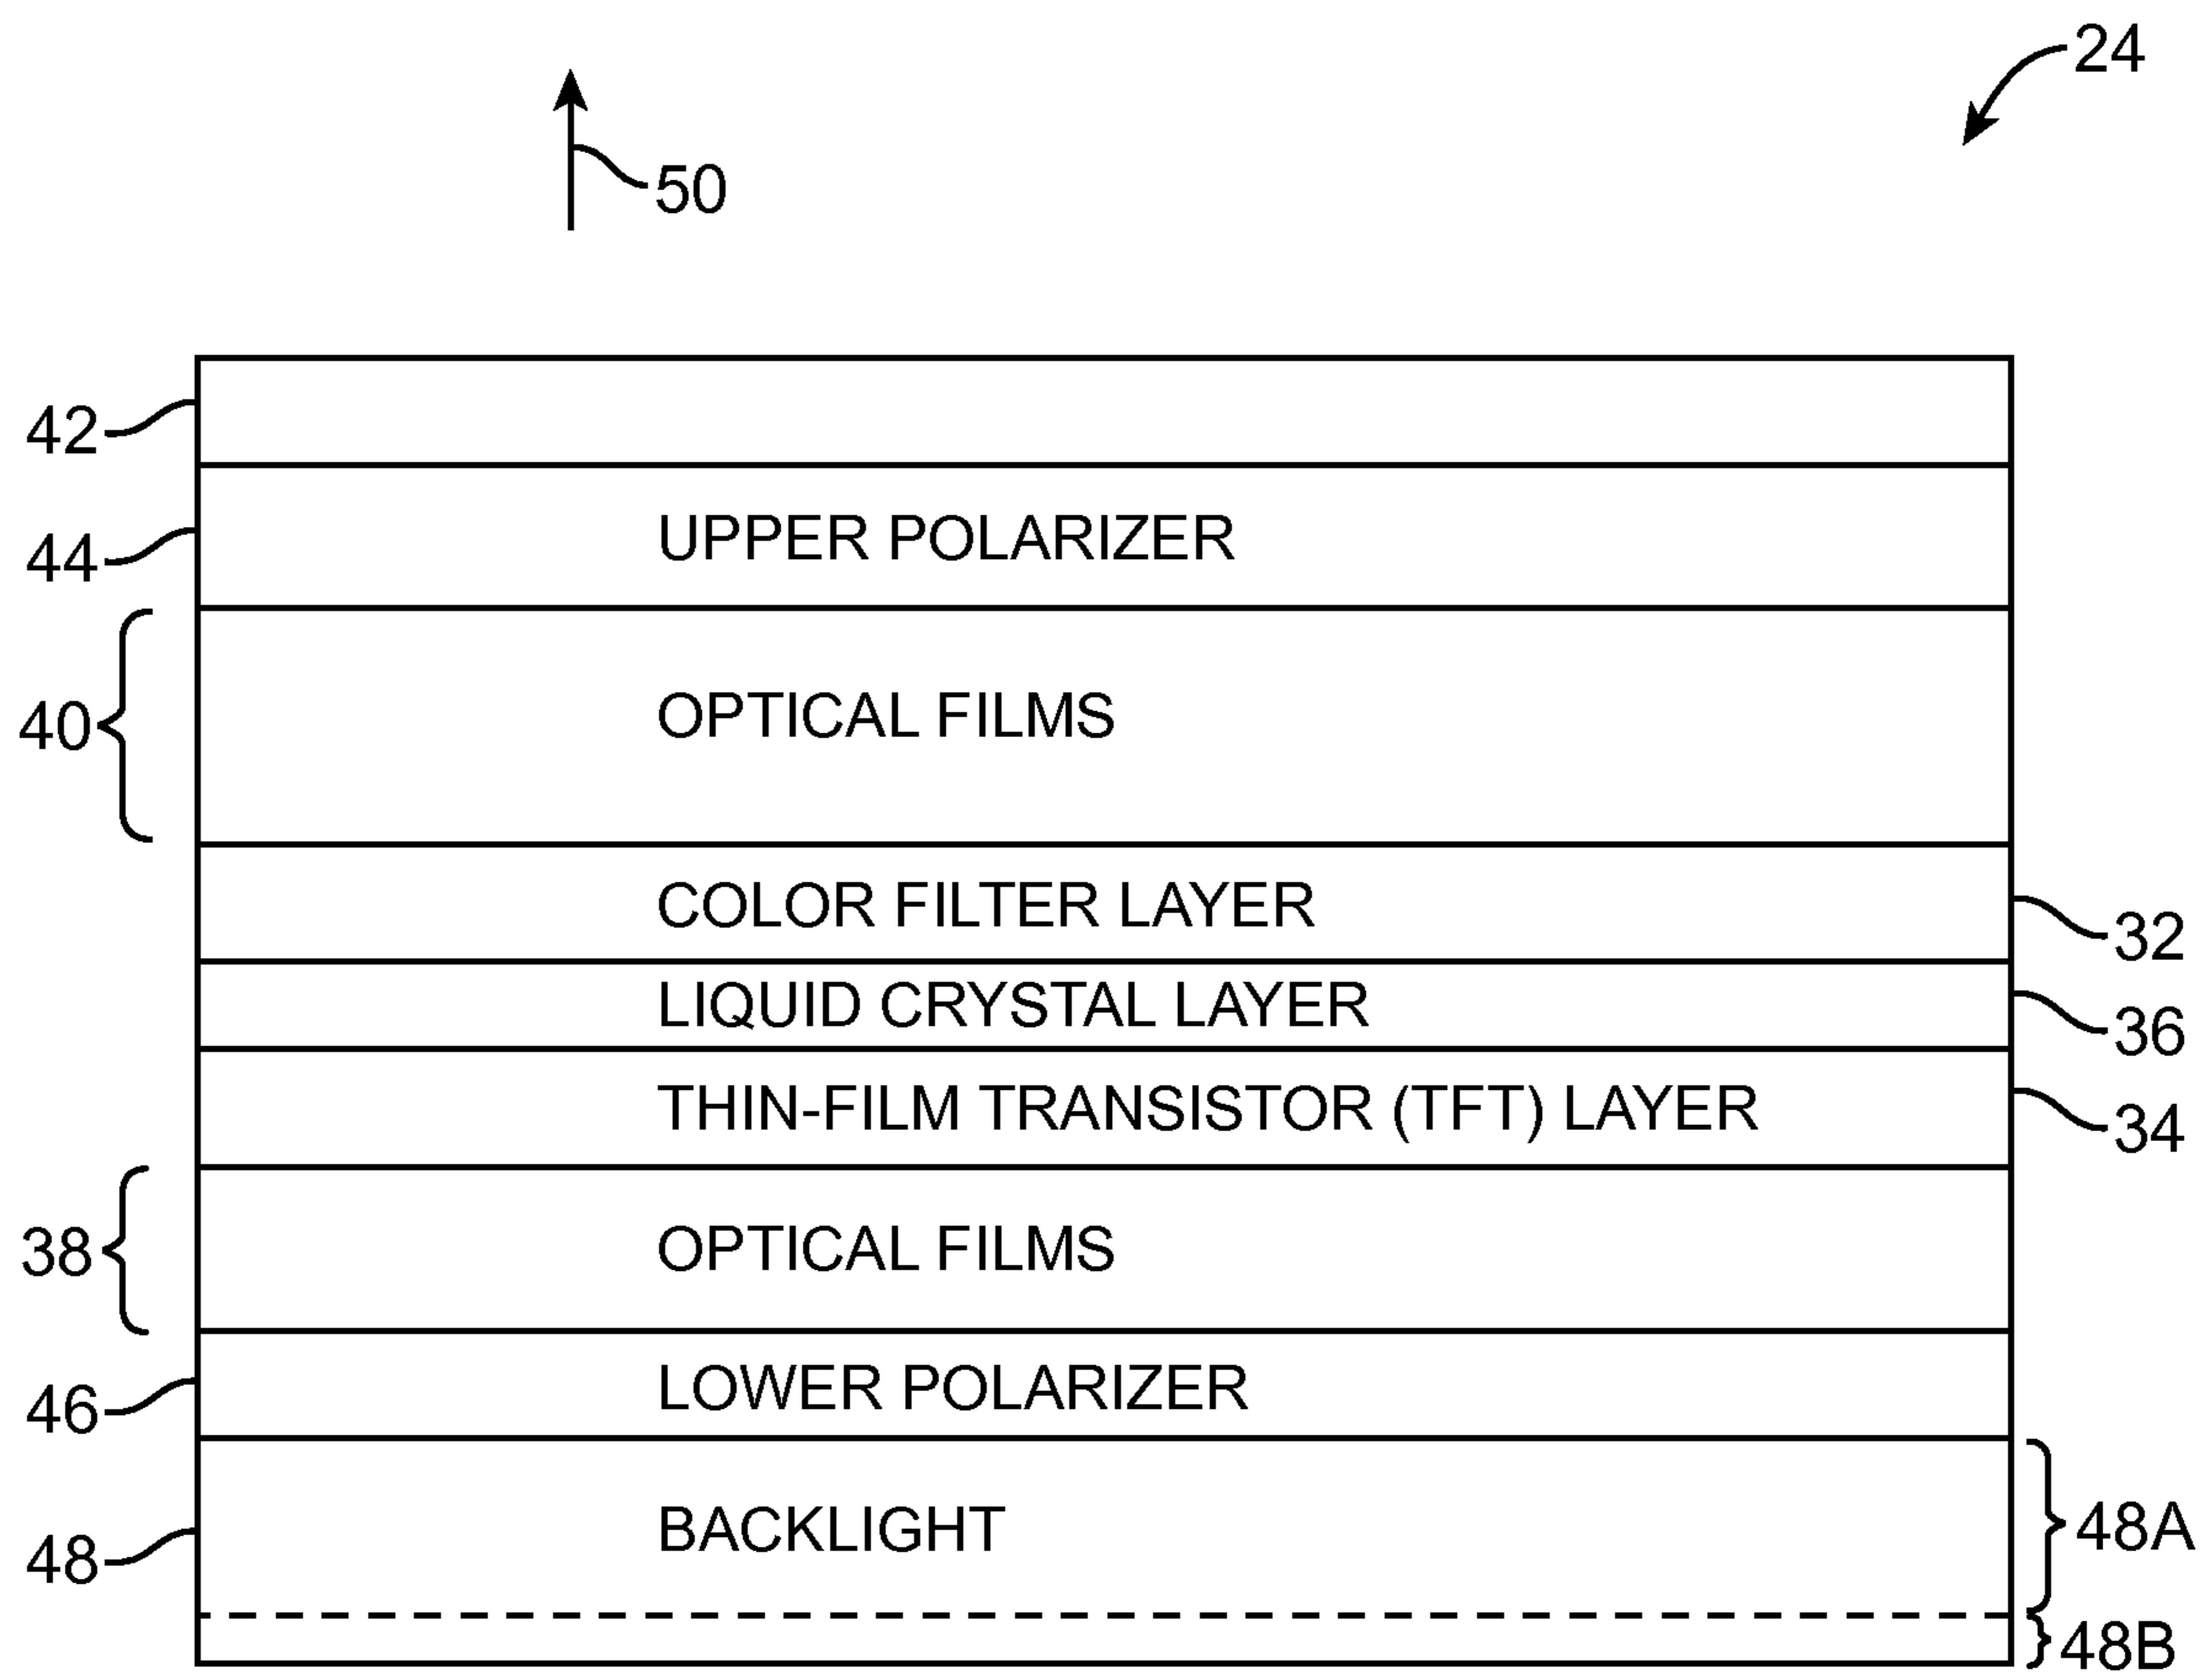 24
50
42
44
UPPER POLARIZER
40
OPTICAL FILMS
COLOR FILTER LAYER
32
LIQUID CRYSTAL LAYER
36
THIN-FILM TRANSISTOR (TFT) LAYER
34
38
OPTICAL FILMS
46
LOWER POLARIZER
48
BACKLIGHT
48A
48B